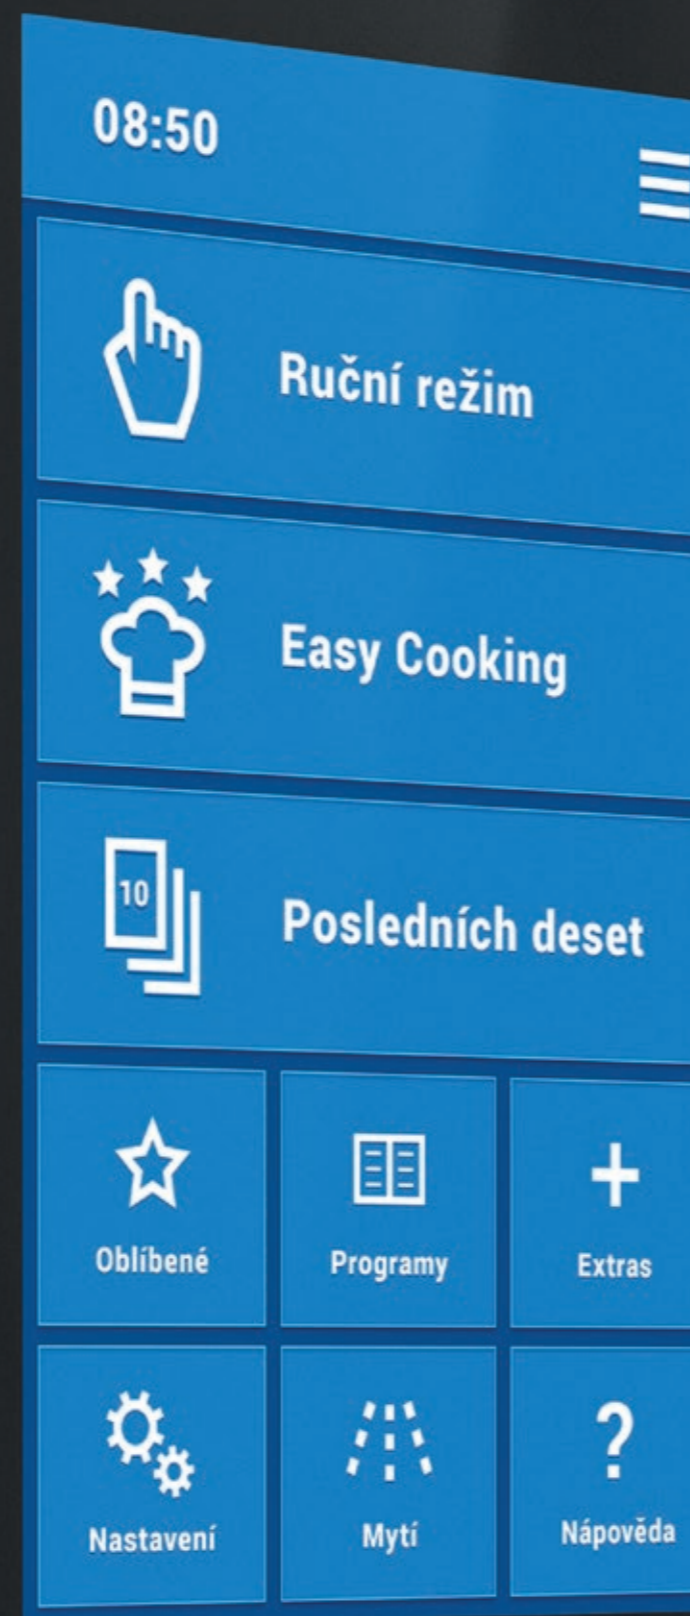 08:50
Ruční režim
Easy Cooking
10
Posledních deset
Oblíbené Programy Extras
Nastavení Mytí Nápověda
?